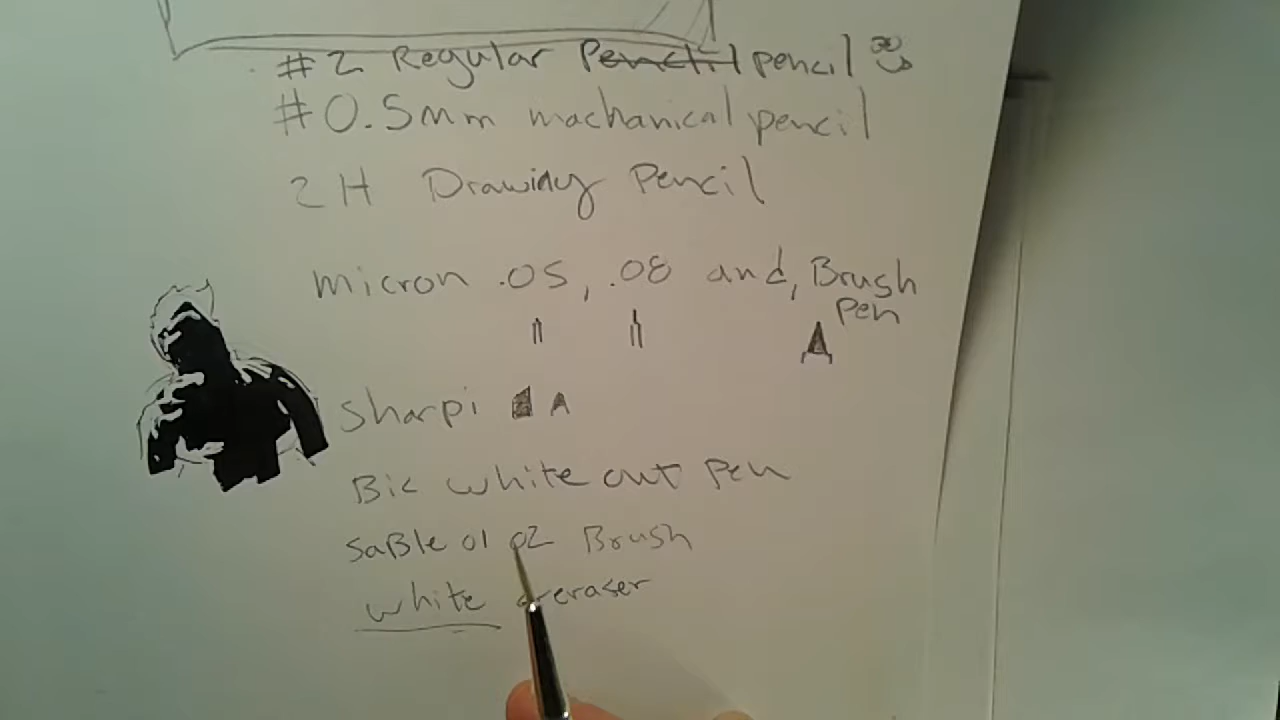 #2 Regular Penctil pencil
#0.5mm machanical pencil
2H Drawing Pencil
micron .05, .08 and, Brush
Pen
sharpi
Bic white out Pen
SaBle 01 02 Brush
white eraser